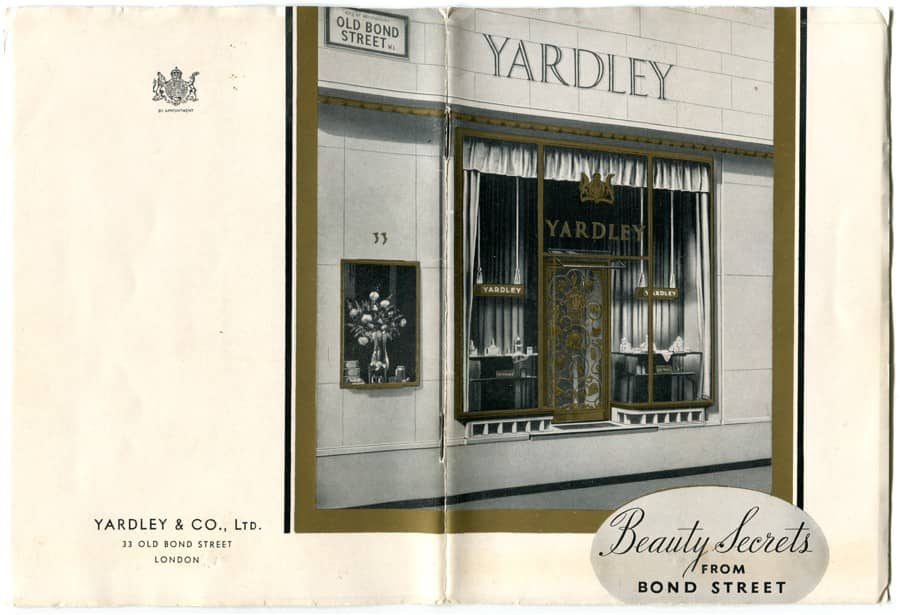 BY APPOINTMENT
YARDLEY & CO., LTD.
33 OLD BOND STREET
LONDON
OLD BOND
STREET W.1.
YARDLEY
33
YARDLEY
YARDLEY
YARDLEY
Beauty Secrets
FROM
BOND STREET